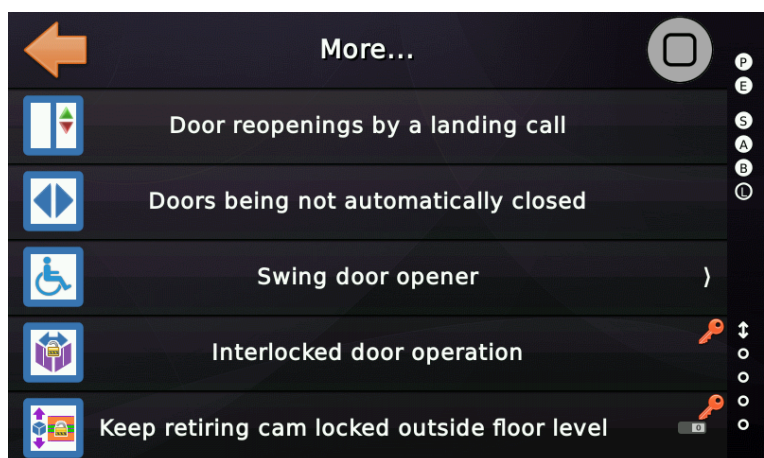 More...
P
E
Door reopenings by a landing call
S
A
B
Doors being not automatically closed
L
Swing door opener
Interlocked door operation
Keep retiring cam locked outside floor level
0